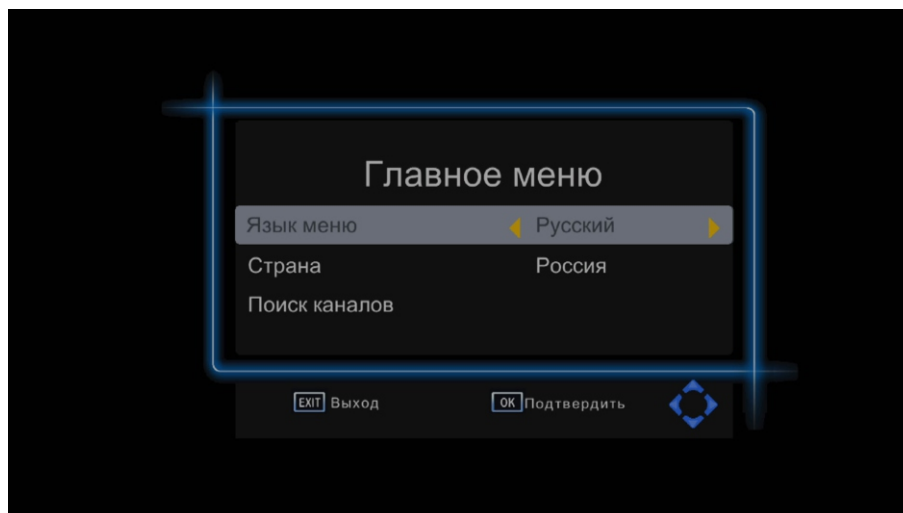 Главное меню
Язык меню Русский
Страна Россия
Поиск каналов
EXIT Выход OK Подтвердить